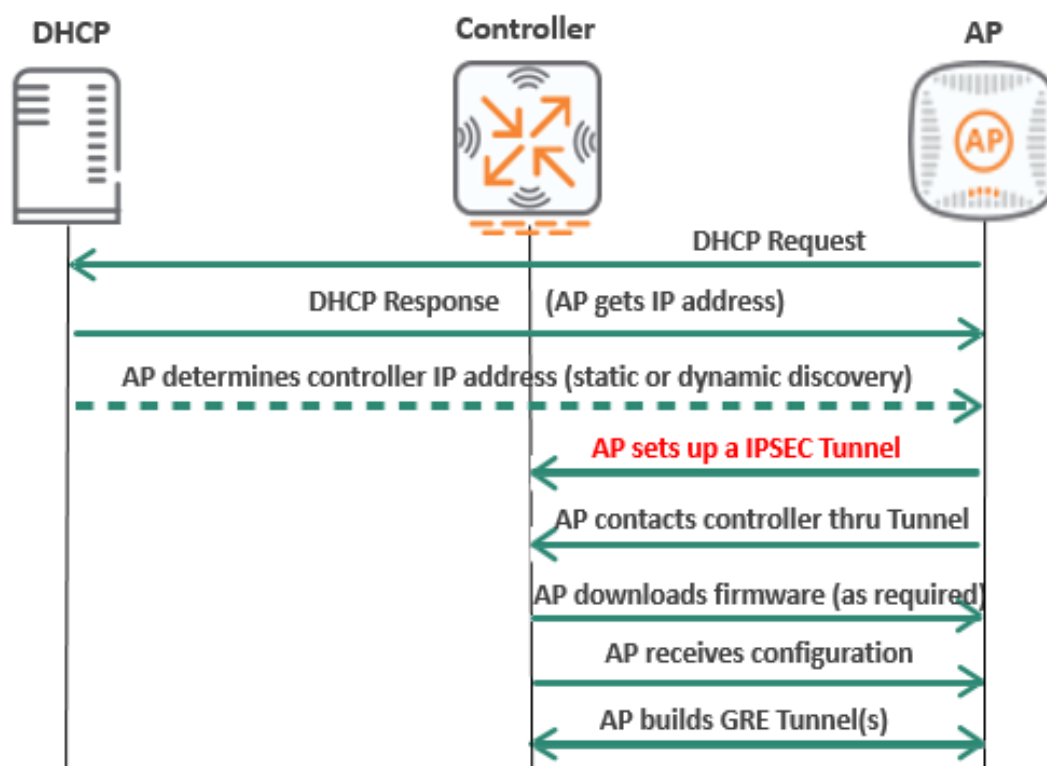 DHCP
Controller
AP
AP
DHCP Request
DHCP Response (AP gets IP address)
AP determines controller IP address (static or dynamic discovery)
AP sets up a IPSEC Tunnel
AP contacts controller thru Tunnel
AP downloads firmware (as required)
AP receives configuration
AP builds GRE Tunnel(s)